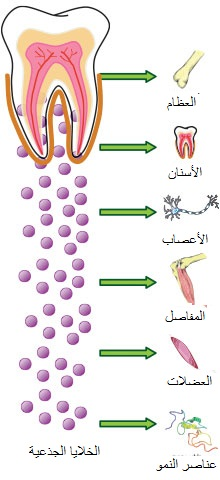 العظام
الأسنان
الأعصاب
المفاصل
العضلات
الخلايا الجذعية
عناصر النمو